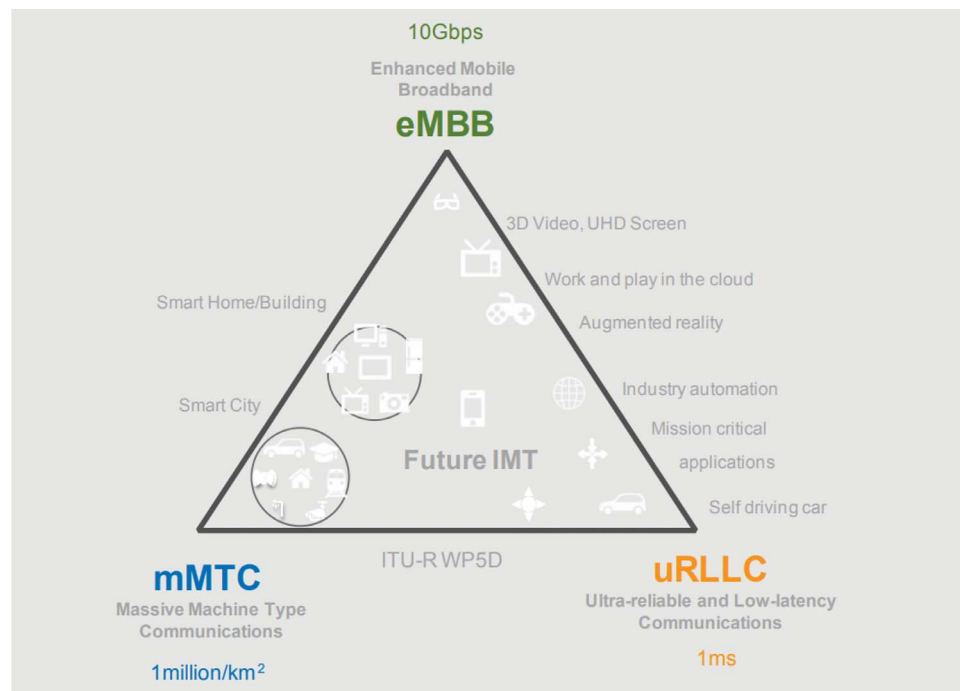 10Gbps
Enhanced Mobile
Broadband
eMBB
3D Video, UHD Screen
Work and play in the cloud
Smart Home/Building
Augmented reality
Industry automation
Smart City
Mission critical
applications
Future IMT
Self driving car
ITU-R WP5D
mMTC
Massive Machine Type
Communications
1million/km²
uRLLC
Ultra-reliable and Low-latency
Communications
1ms